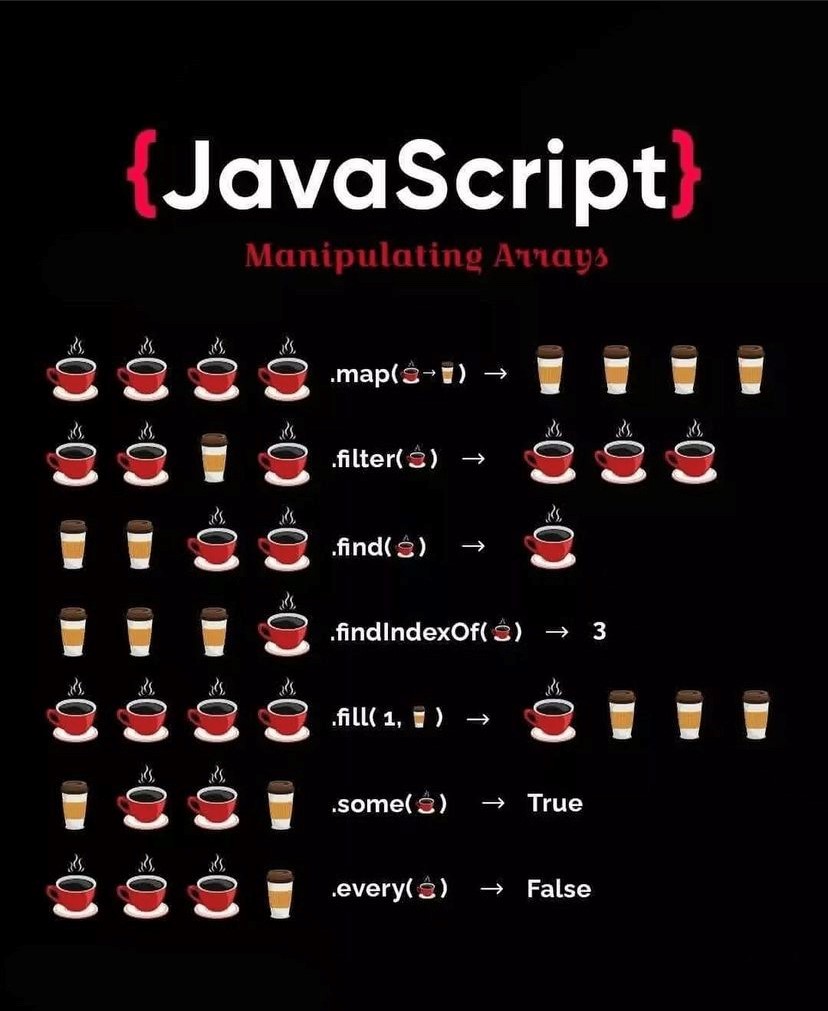 {JavaScript}
Manipulating Arrays
.map( → ) →
.filter( ) →
.find( ) →
.findIndexOf( ) → 3
.fill( 1, ) →
.some( ) → True
.every( ) → False